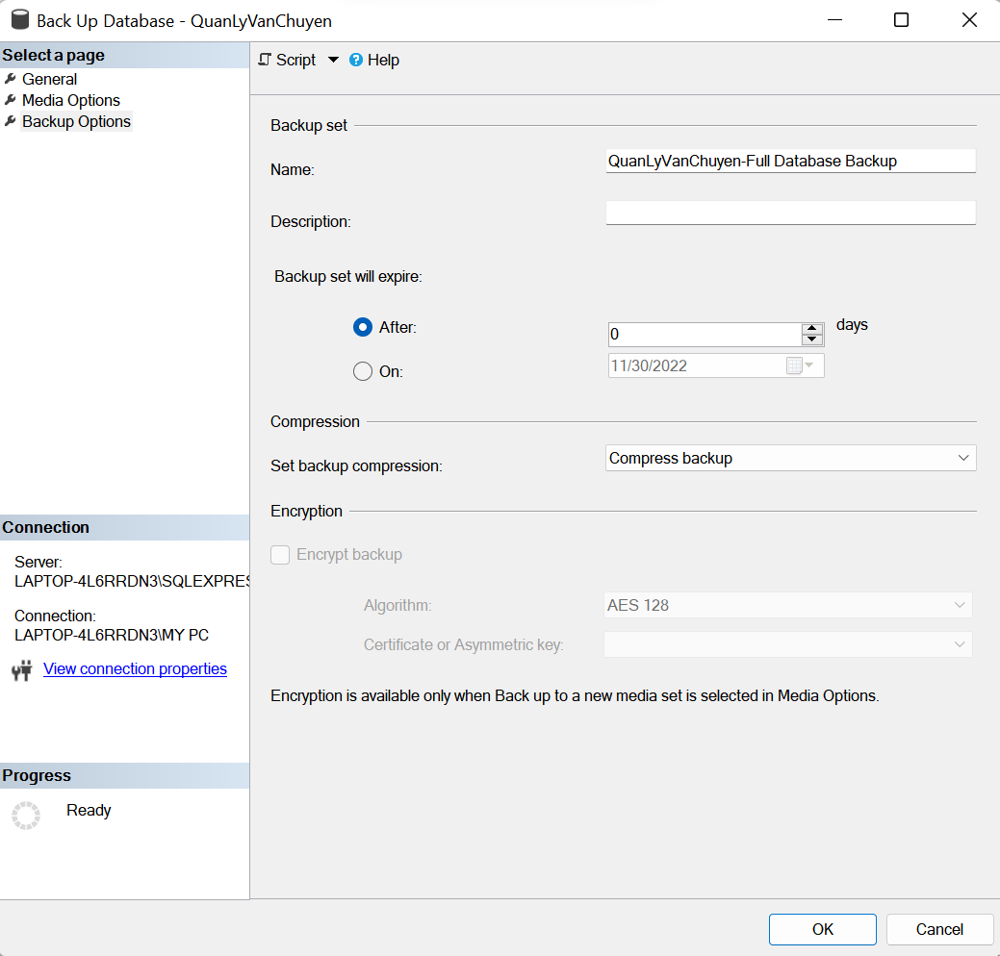 Back Up Database - QuanLyVanChuyen
Select a page
General
Media Options
Backup Options
Script
Help
Backup set
Name:
QuanLyVanChuyen-Full Database Backup
Description:
Backup set will expire:
After:
0
days
On:
11/30/2022
Compression
Set backup compression:
Compress backup
Encryption
Encrypt backup
Algorithm:
AES 128
Certificate or Asymmetric key:
Encryption is available only when Back up to a new media set is selected in Media Options.
Connection
Server:
LAPTOP-4L6RRDN3\SQLEXPRES
Connection:
LAPTOP-4L6RRDN3\MY PC
View connection properties
Progress
Ready
OK
Cancel